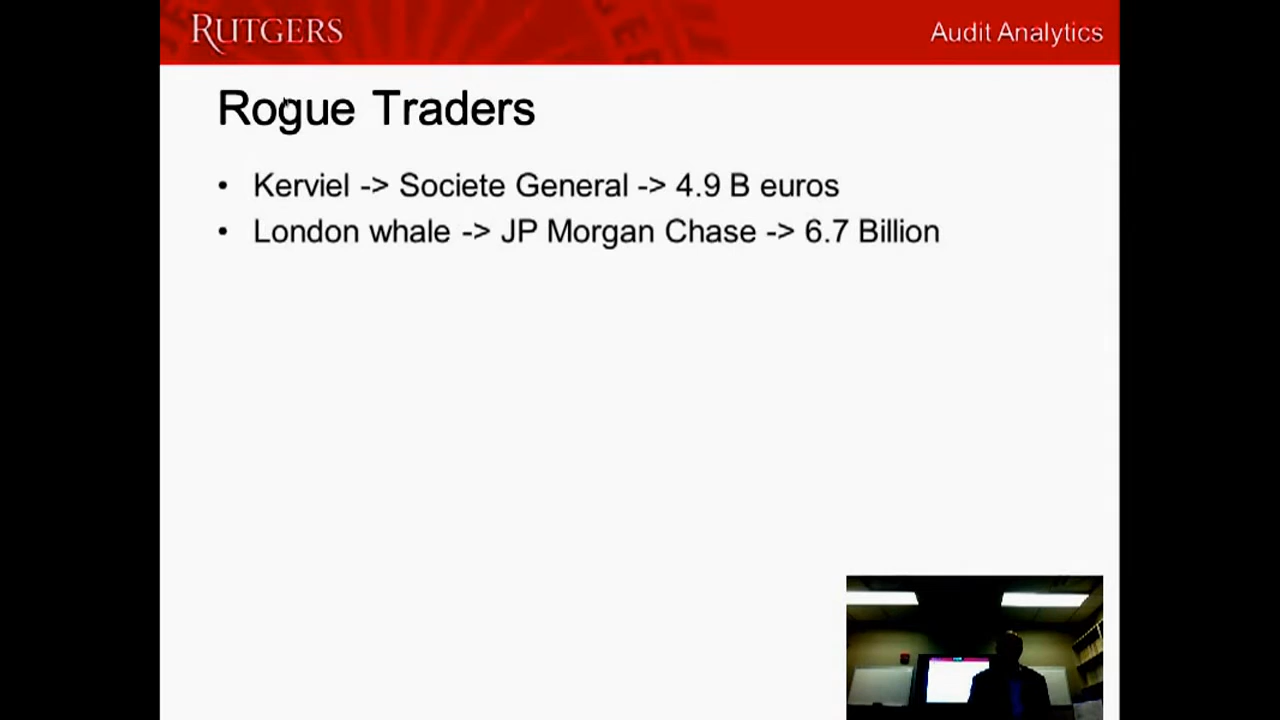 RUTGERS
Audit Analytics
Rogue Traders
• Kerviel -> Societe General -> 4.9 B euros
• London whale -> JP Morgan Chase -> 6.7 Billion